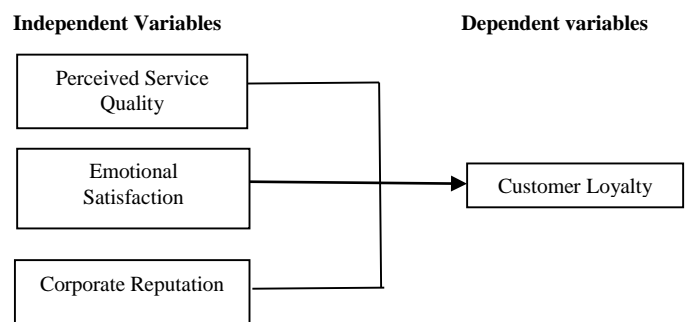 Independent Variables
Dependent variables
Perceived Service
Quality
Emotional
Satisfaction
Customer Loyalty
Corporate Reputation